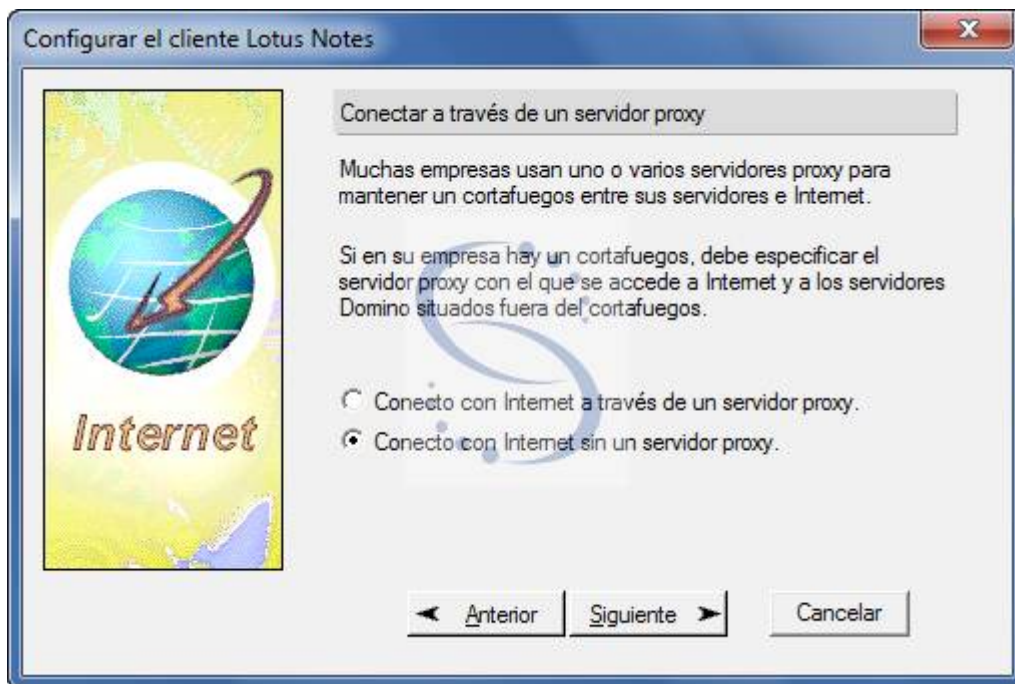 Configurar el cliente Lotus Notes
Conectar a través de un servidor proxy
Muchas empresas usan uno o varios servidores proxy para
mantener un cortafuegos entre sus servidores e Internet.
Si en su empresa hay un cortafuegos, debe especificar el
servidor proxy con el que se accede a Internet y a los servidores
Domino situados fuera del cortafuegos.
Conecto con Internet a través de un servidor proxy.
Conecto con Internet sin un servidor proxy.
Internet
Anterior Siguiente Cancelar